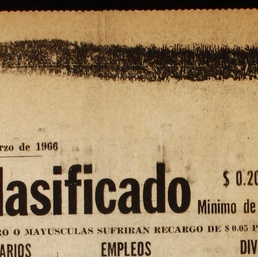 rzo de 1966
lasificado
$ 0.20
Mínimo de
RO O MAYUSCULAS SUFRIRAN RECARGO DE $ 0.05 P
ARIOS EMPLEOS DIV